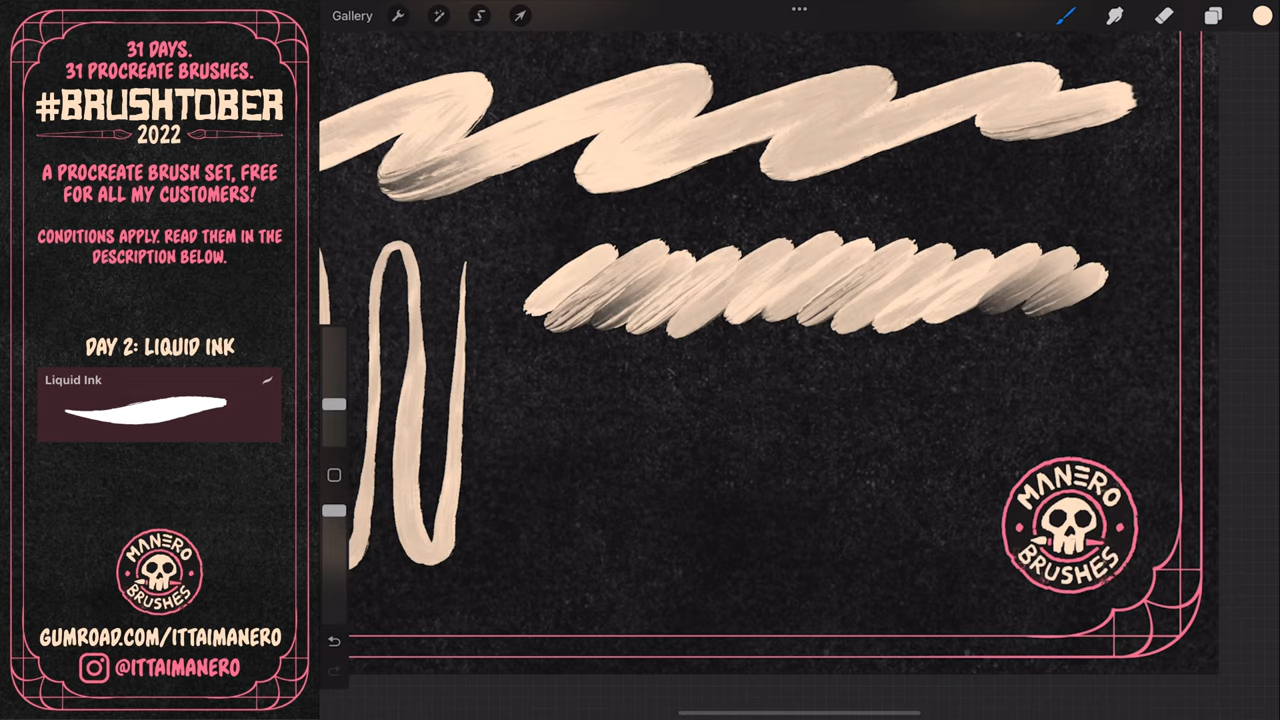 31 DAYS.
31 PROCREATE BRUSHES.
#BRUSHTOBER
2022
A PROCREATE BRUSH SET, FREE
FOR ALL MY CUSTOMERS!
CONDITIONS APPLY. READ THEM IN THE
DESCRIPTION BELOW.
DAY 2: LIQUID INK
Liquid Ink
MANERO
BRUSHES
GUMROAD.COM/ITTAIMANERO
@ITTAIMANERO
Gallery
MANERO
BRUSHES